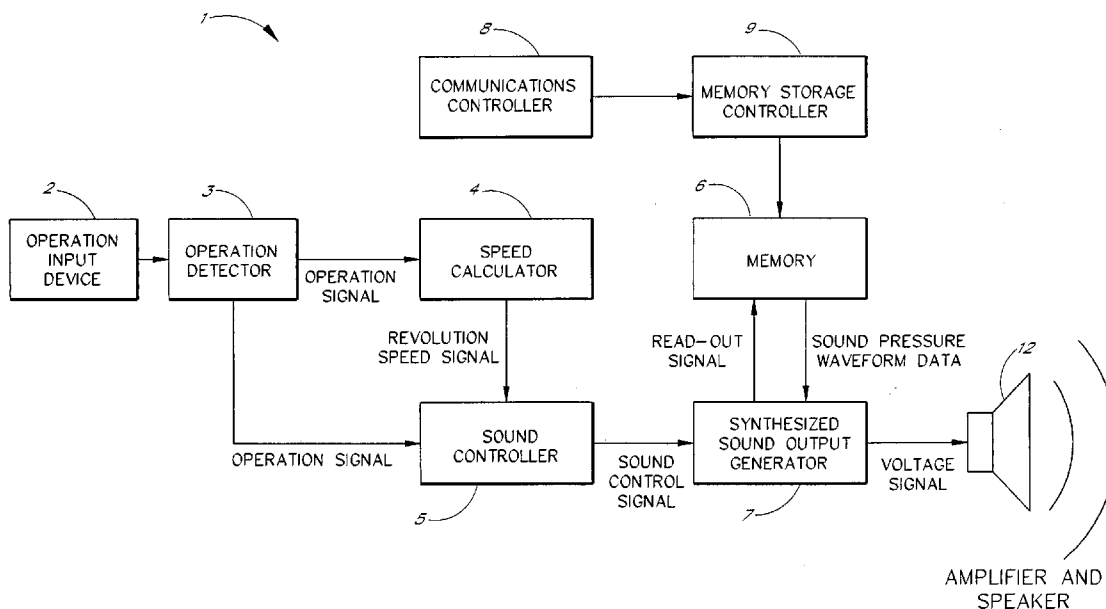 1
8
9
COMMUNICATIONS
CONTROLLER
MEMORY STORAGE
CONTROLLER
2
3
4
6
OPERATION
INPUT
DEVICE
OPERATION
DETECTOR
OPERATION
SIGNAL
SPEED
CALCULATOR
MEMORY
REVOLUTION
SPEED SIGNAL
READ-OUT
SIGNAL
SOUND PRESSURE
WAVEFORM DATA
12
OPERATION SIGNAL
SOUND
CONTROLLER
SOUND
CONTROL
SIGNAL
SYNTHESIZED
SOUND OUTPUT
GENERATOR
VOLTAGE
SIGNAL
5
7
AMPLIFIER AND
SPEAKER